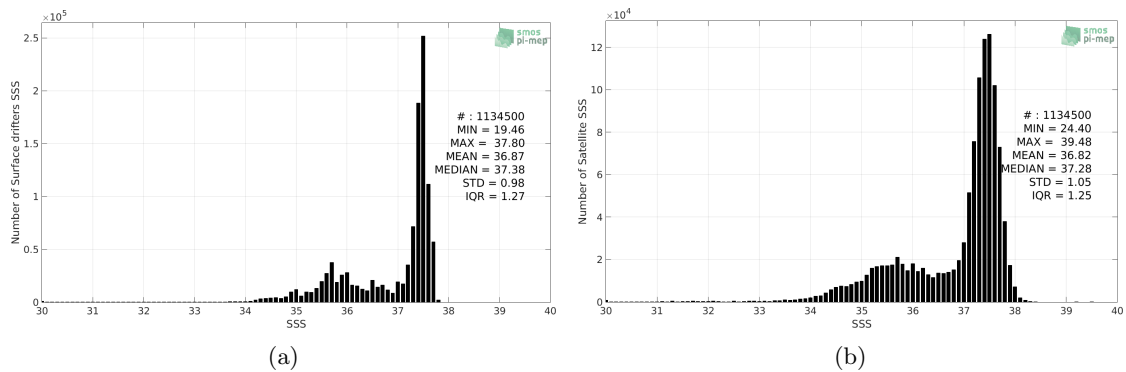 ×10⁵
2.5
2
1.5
1
0.5
0
30 31 32 33 34 35 36 37 38 39 40
SSS
Number of Surface drifters SSS
smos
pi-mep
# : 1134500
MIN = 19.46
MAX = 37.80
MEAN = 36.87
MEDIAN = 37.38
STD = 0.98
IQR = 1.27
(a)
×10⁴
12
10
8
6
4
2
0
30 31 32 33 34 35 36 37 38 39 40
SSS
Number of Satellite SSS
smos
pi-mep
# : 1134500
MIN = 24.40
MAX = 39.48
MEAN = 36.82
MEDIAN = 37.28
STD = 1.05
IQR = 1.25
(b)